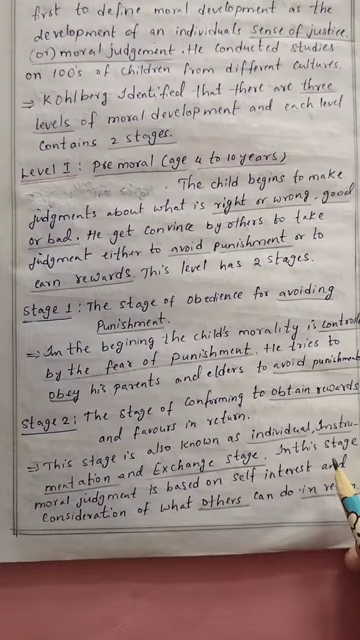 first to define moral development as the
development of an individuals sense of justice
(or) moral judgement. He conducted studies
on 100's of children from different cultures.
⇒ Kohlberg Identified that there are three
levels of moral development and each level
contains 2 stages.
Level I: Pre moral (age 4 to 10 years)
The child begins to make
judgments about what is right or wrong, good
or bad. He get convince by others to take
judgment either to avoid punishment or to
earn rewards. This level has 2 stages.
Stage 1: The stage of obedience for avoiding
Punishment.
⇒ In the begining the child's morality is controll
by the fear of punishment. He tries to
obey his parents and elders to avoid punishment
Stage 2: The stage of conforming to obtain rewards
and favours in return.
⇒ This stage is also known as individual, Instru-
mentation and Exchange stage. In this stage
moral judgment is based on self interest and
consideration of what others can do in